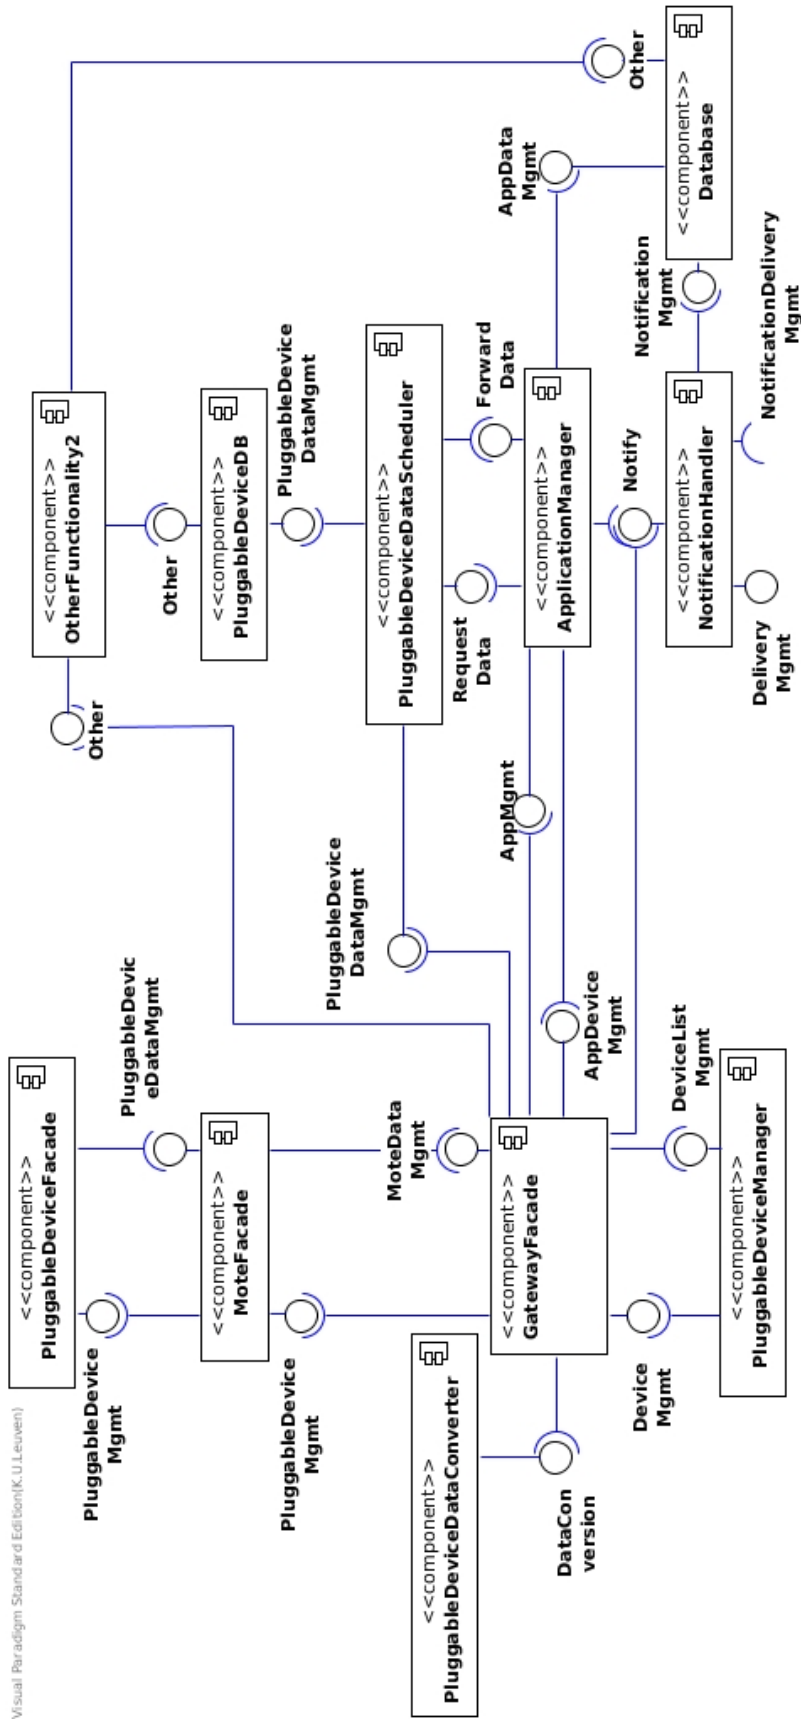 Visual Paradigm Standard Edition(K.U.Leuven)
<<component>>
PluggableDeviceFacade
PluggableDevice
Mgmt
PluggableDevic
eDataMgmt
<<component>>
MoteFacade
PluggableDevice
Mgmt
MoteData
Mgmt
<<component>>
PluggableDeviceDataConverter
DataCon
version
<<component>>
GatewayFacade
Device
Mgmt
DeviceList
Mgmt
<<component>>
PluggableDeviceManager
Other
PluggableDevice
DataMgmt
AppMgmt
AppDevice
Mgmt
<<component>>
OtherFunctionality2
Other
<<component>>
PluggableDeviceDB
PluggableDevice
DataMgmt
<<component>>
PluggableDeviceDataScheduler
Request
Data
Forward
Data
<<component>>
ApplicationManager
Notify
<<component>>
NotificationHandler
Delivery
Mgmt
NotificationDelivery
Mgmt
Notification
Mgmt
AppData
Mgmt
Other
<<component>>
Database